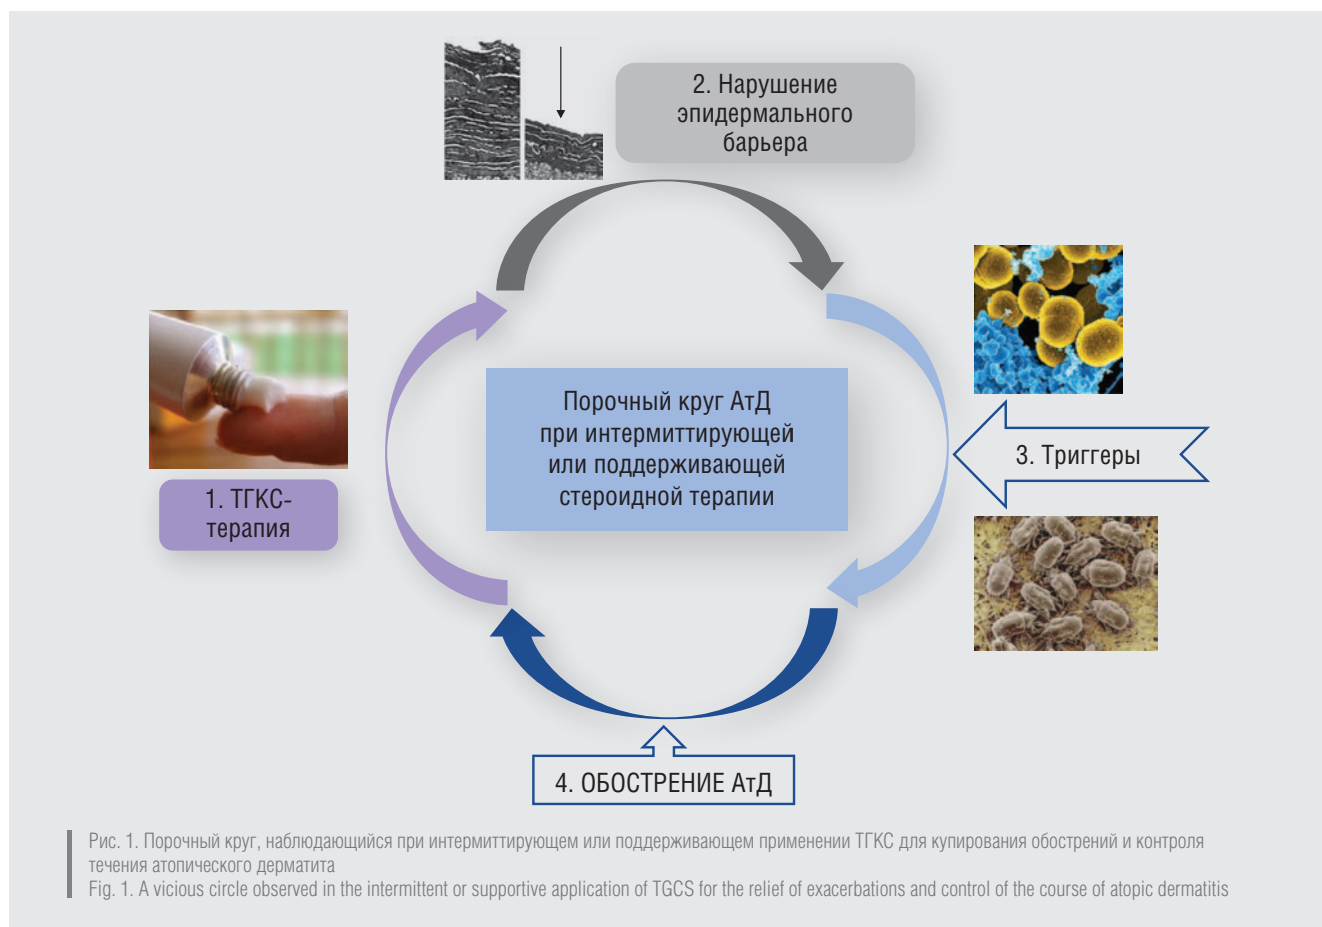 2. Нарушение
эпидермального
барьера
Порочный круг АтД
при интермиттирующей
или поддерживающей
стероидной терапии
3. Триггеры
1. ТГКС-
терапия
4. ОБОСТРЕНИЕ АтД
Рис. 1. Порочный круг, наблюдающийся при интермиттирующем или поддерживающем применении ТГКС для купирования обострений и контроля
течения атопического дерматита
Fig. 1. A vicious circle observed in the intermittent or supportive application of TGCS for the relief of exacerbations and control of the course of atopic dermatitis